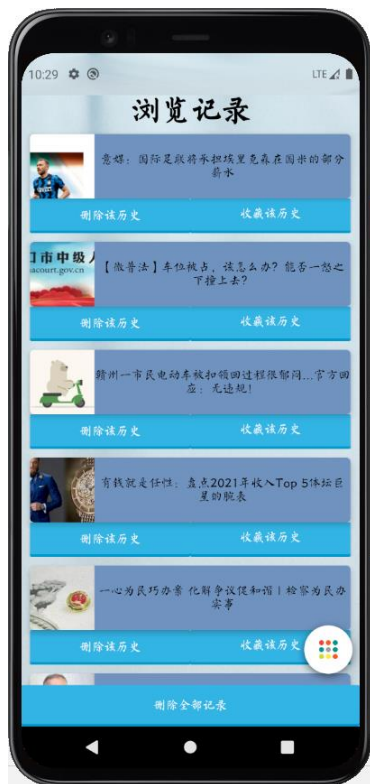 10:29
LTE
浏览记录
意媒：国际足联将承担埃里克森在国米的部分
薪水
删除该历史
收藏该历史
口市中级人
nacourt.gov.cn
【微普法】车位被占，该怎么办？能否一怒之
下撞上去？
删除该历史
收藏该历史
赣州一市民电动车被扣领回过程很郁闷...官方回
应：无违规！
删除该历史
收藏该历史
有钱就是任性：盘点2021年收入Top 5体坛巨
星的腕表
删除该历史
收藏该历史
一心为民巧办案 化解争议促和谐丨检察为民办
实事
删除该历史
收藏该历史
删除全部记录